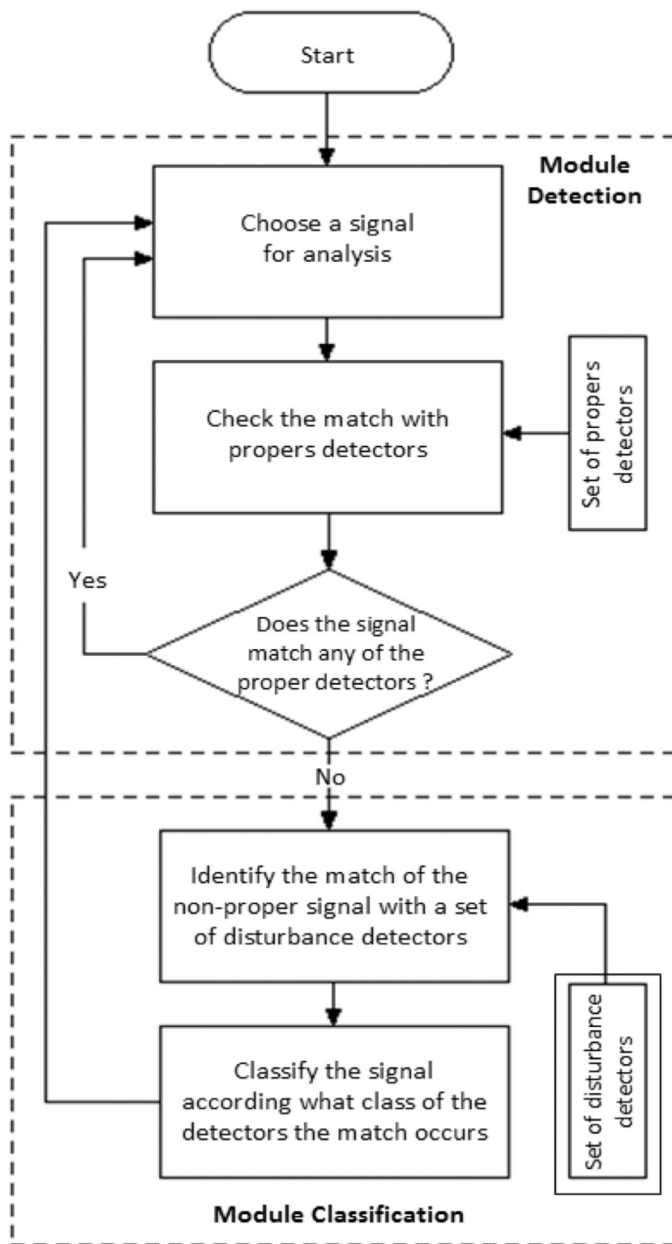 Start
Module
Detection
Choose a signal
for analysis
Check the match with
propers detectors
Set of propers
detectors
Yes
Does the signal
match any of the
proper detectors ?
No
Identify the match of the
non-proper signal with a set
of disturbance detectors
Set of disturbance
detectors
Classify the signal
according what class of the
detectors the match occurs
Module Classification